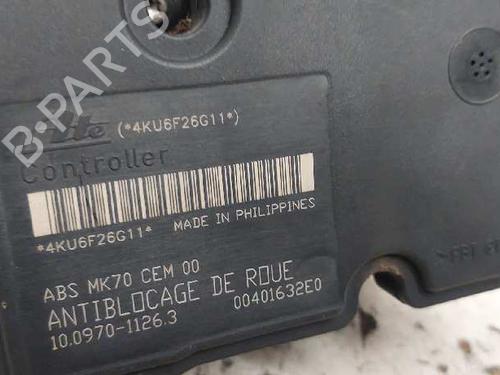 B-PARTS
ate (*4KU6F26G11*)
Controller
*4KU6F26G11* MADE IN PHILIPPINES
ABS MK70 CEM 00
ANTIBLOCAGE DE ROUE
10.0970-1126.3 00401632E0